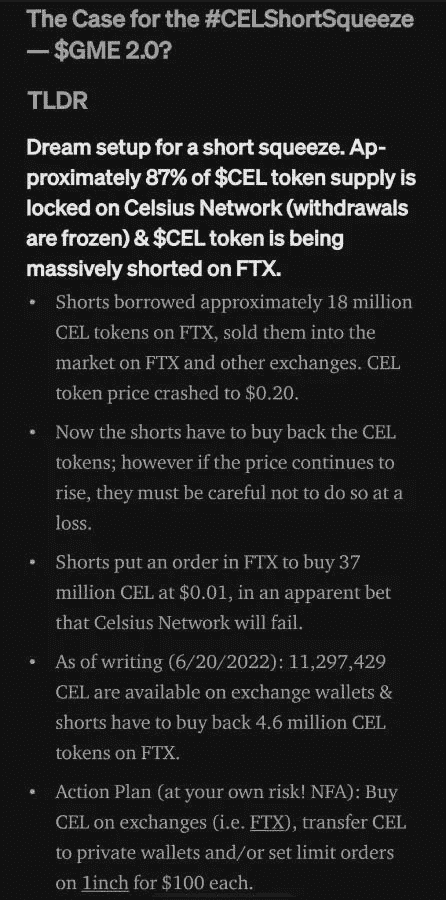 The Case for the #CELShortSqueeze
— $GME 2.0?
TLDR
Dream setup for a short squeeze. Ap-
proximately 87% of $CEL token supply is
locked on Celsius Network (withdrawals
are frozen) & $CEL token is being
massively shorted on FTX.
• Shorts borrowed approximately 18 million
CEL tokens on FTX, sold them into the
market on FTX and other exchanges. CEL
token price crashed to $0.20.
• Now the shorts have to buy back the CEL
tokens; however if the price continues to
rise, they must be careful not to do so at a
loss.
• Shorts put an order in FTX to buy 37
million CEL at $0.01, in an apparent bet
that Celsius Network will fail.
• As of writing (6/20/2022): 11,297,429
CEL are available on exchange wallets &
shorts have to buy back 4.6 million CEL
tokens on FTX.
• Action Plan (at your own risk! NFA): Buy
CEL on exchanges (i.e. FTX), transfer CEL
to private wallets and/or set limit orders
on 1inch for $100 each.